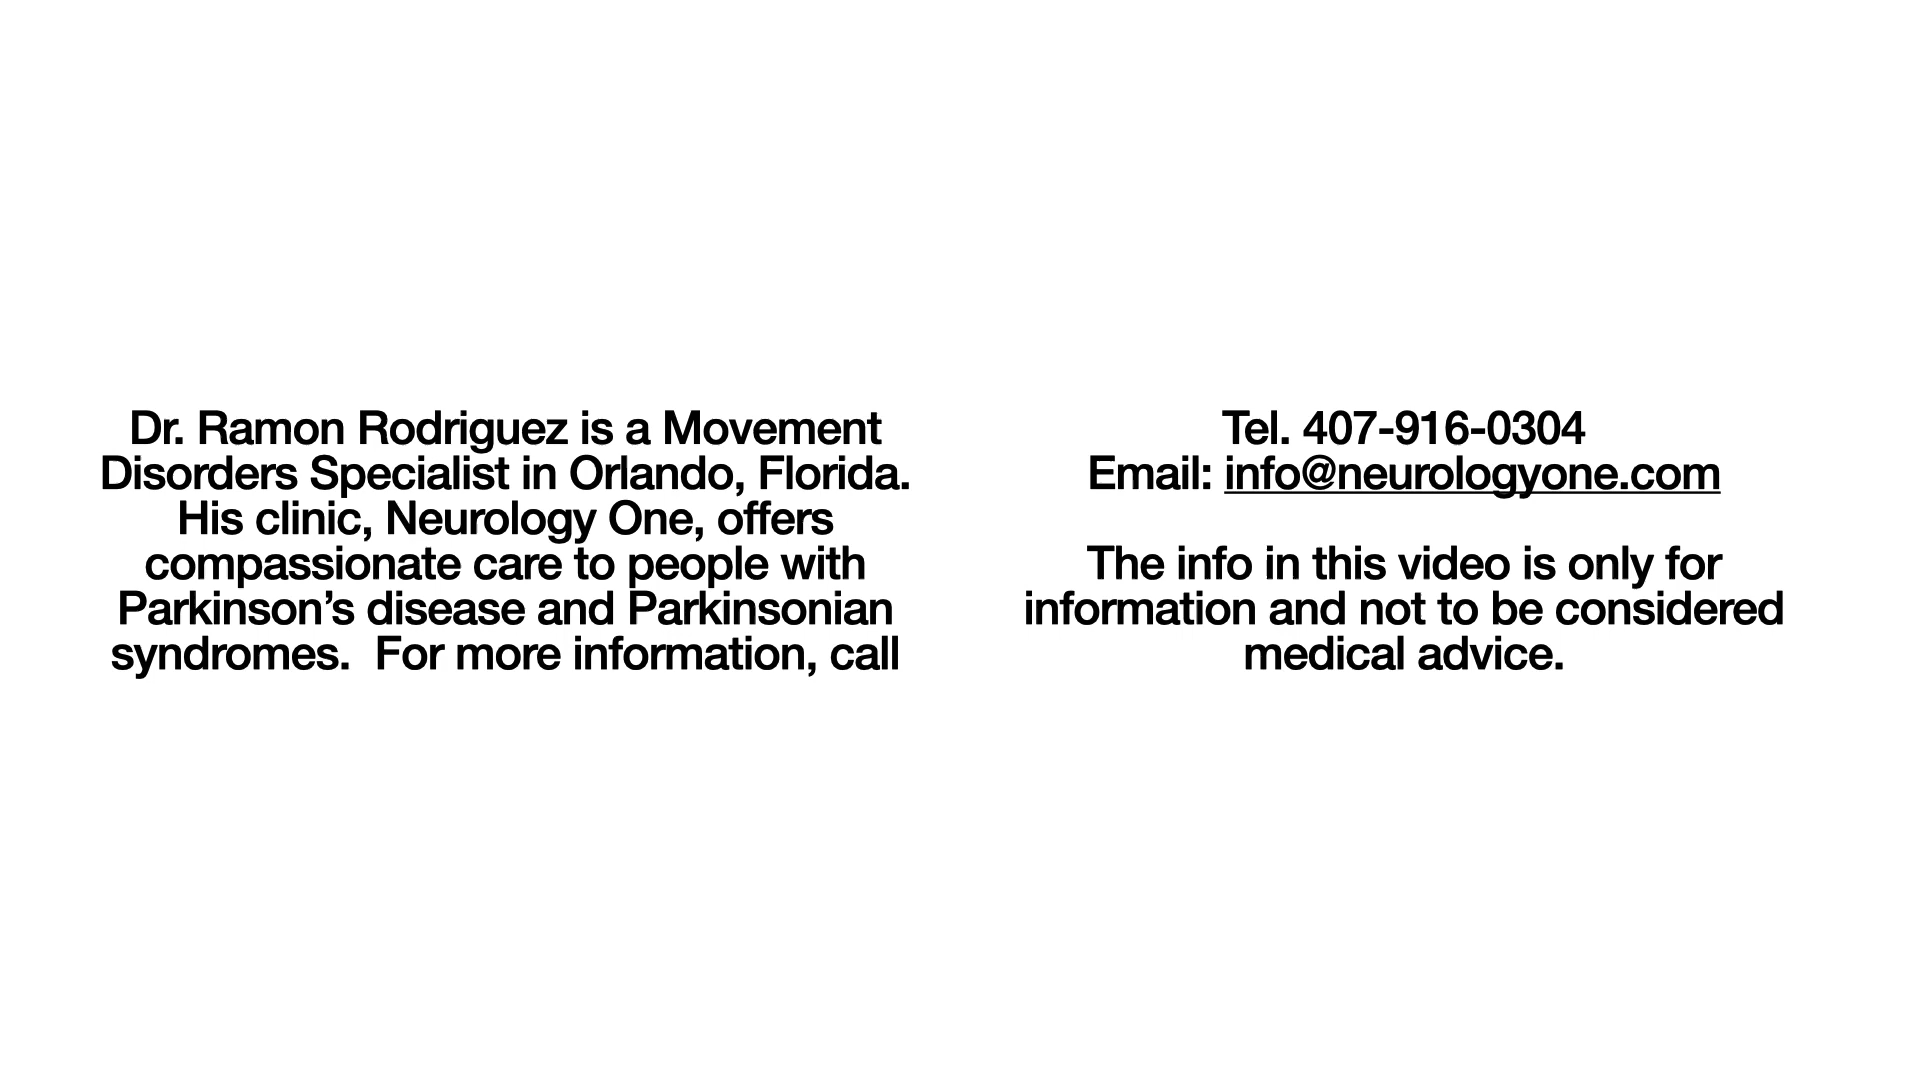 Dr. Ramon Rodriguez is a Movement
Disorders Specialist in Orlando, Florida.
His clinic, Neurology One, offers
compassionate care to people with
Parkinson’s disease and Parkinsonian
syndromes.  For more information, call
Tel. 407-916-0304
Email: info@neurologyone.com
The info in this video is only for
information and not to be considered
medical advice.